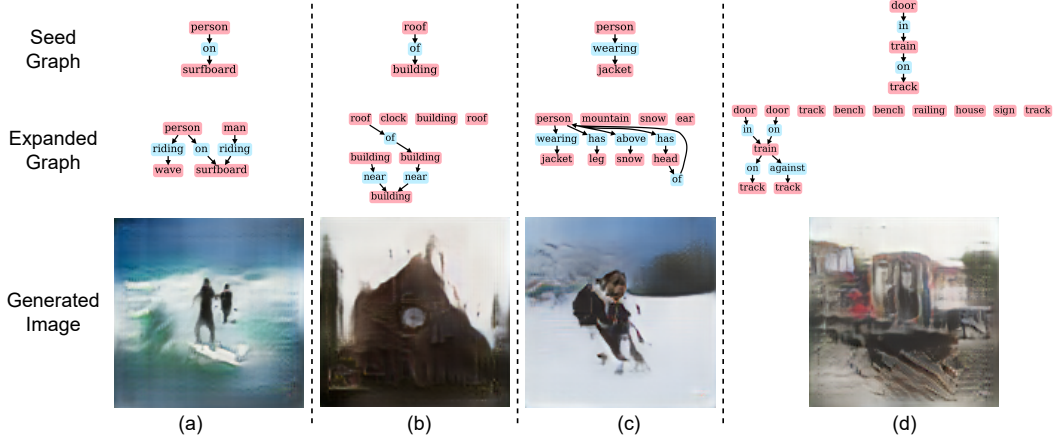 Seed
Graph
person
on
surfboard
roof
of
building
person
wearing
jacket
door
in
train
on
track
Expanded
Graph
person man
riding on riding
wave surfboard
roof clock building roof
of
building building
near near
building
person mountain snow ear
wearing has above has
jacket leg snow head
of
door door track bench bench railing house sign track
in on
train
on against
track track
Generated
Image
(a) (b) (c) (d)